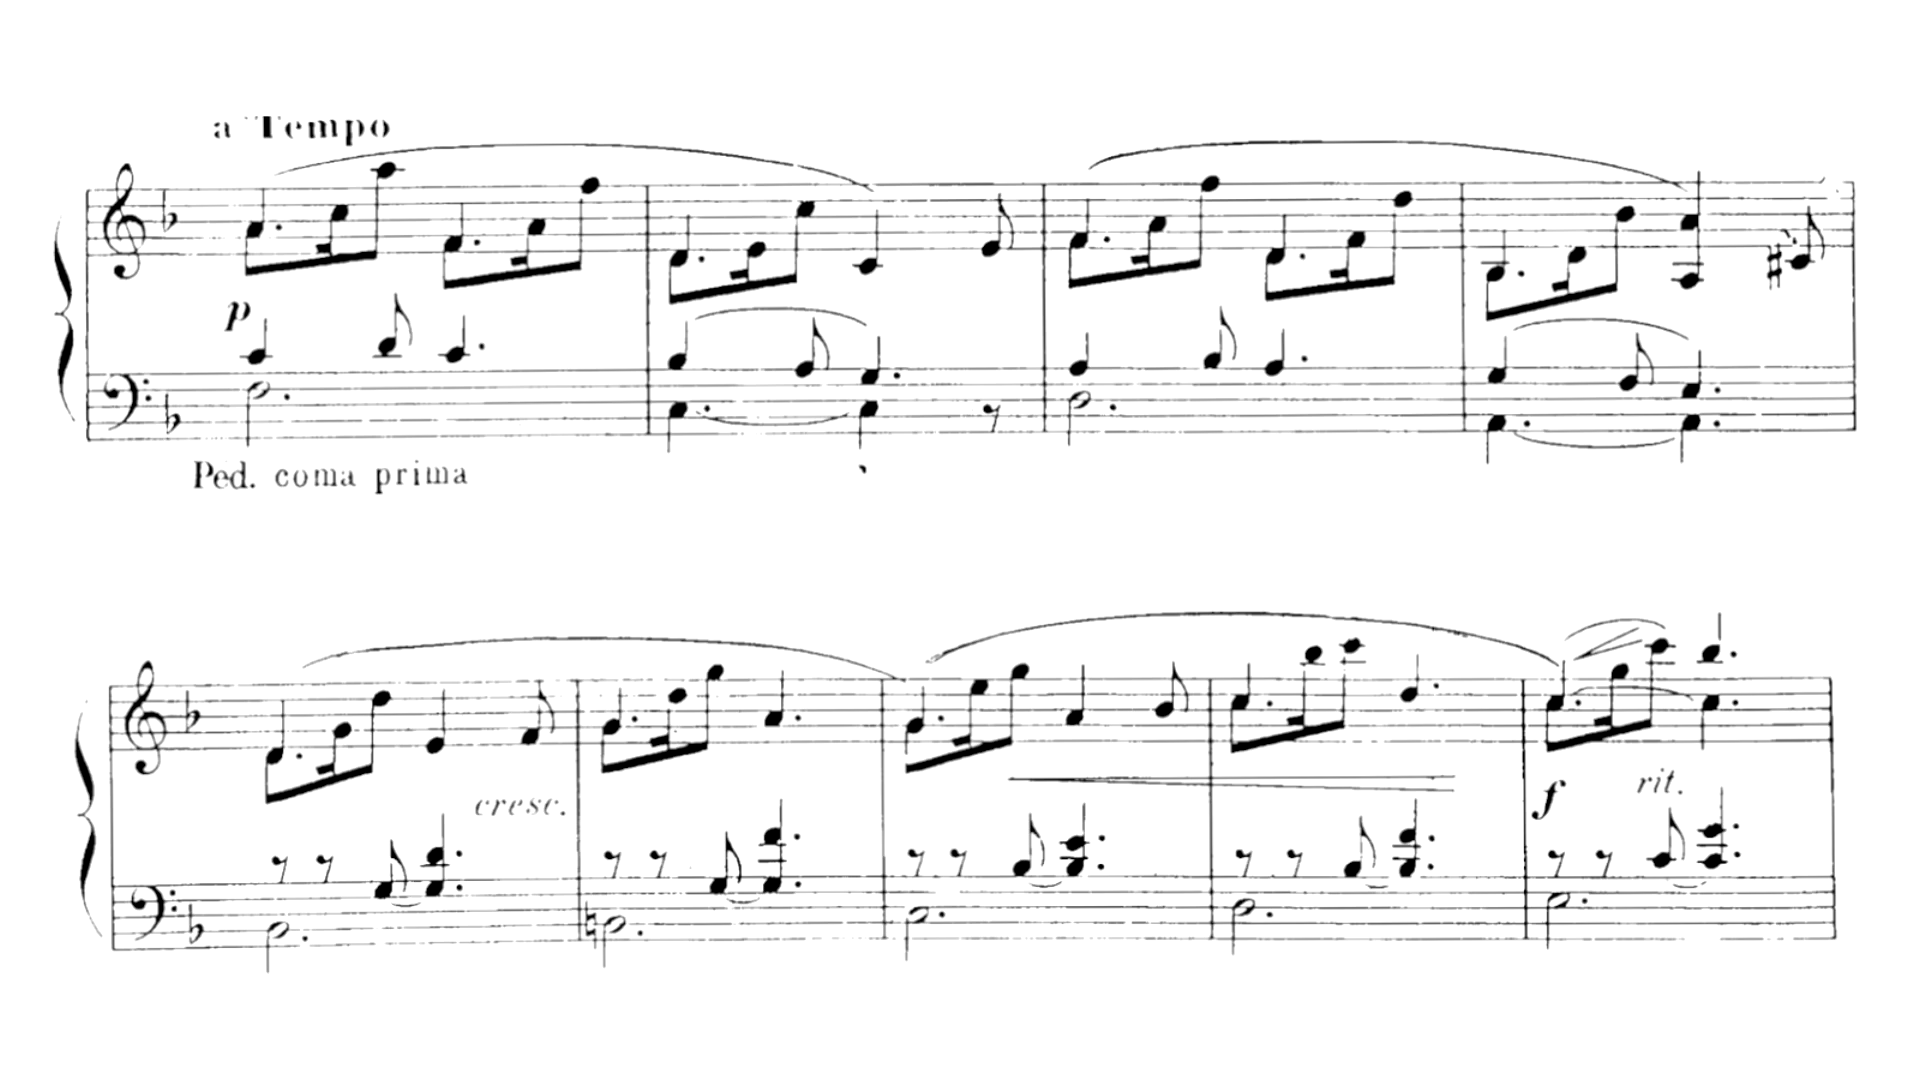 a Tempo
p
Ped. coma prima
cresc.
f
rit.